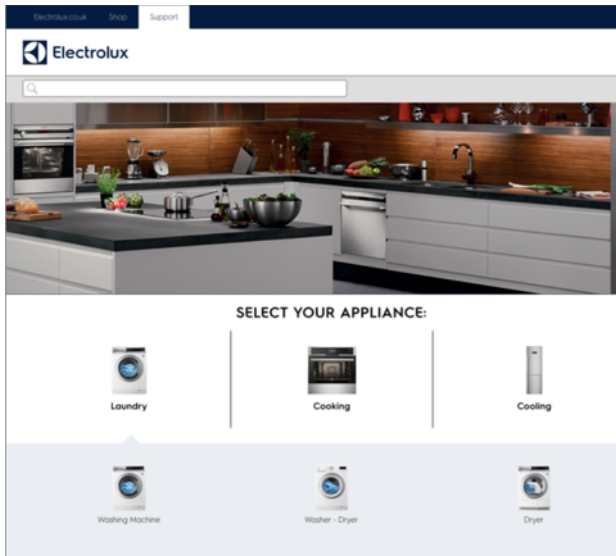 Electrolux.co.uk Shop Support
Electrolux
SELECT YOUR APPLIANCE:
Laundry Cooking Cooling
Washing Machine Washer - Dryer Dryer